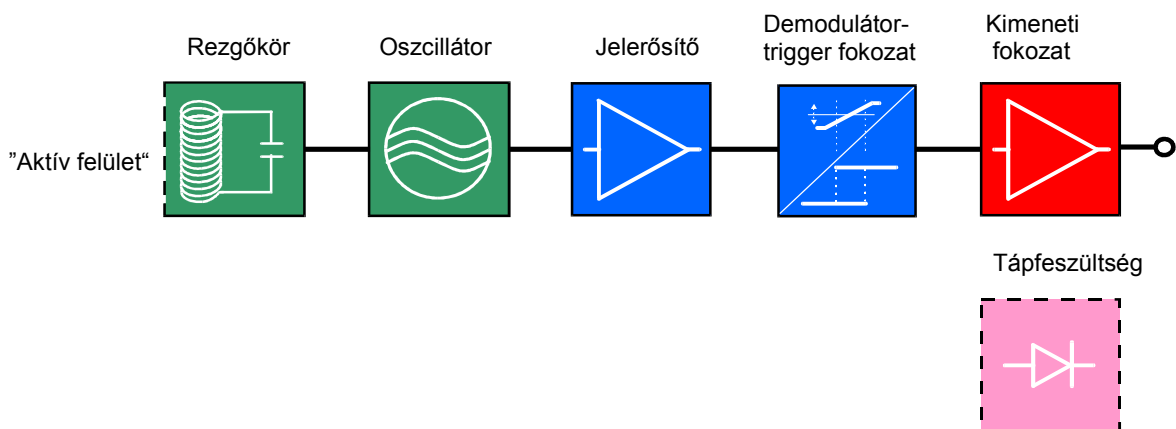 Rezgőkör
Oszcillátor
Jelerősítő
Demodulátor-
trigger fokozat
Kimeneti
fokozat
”Aktív felület“
Tápfeszültség